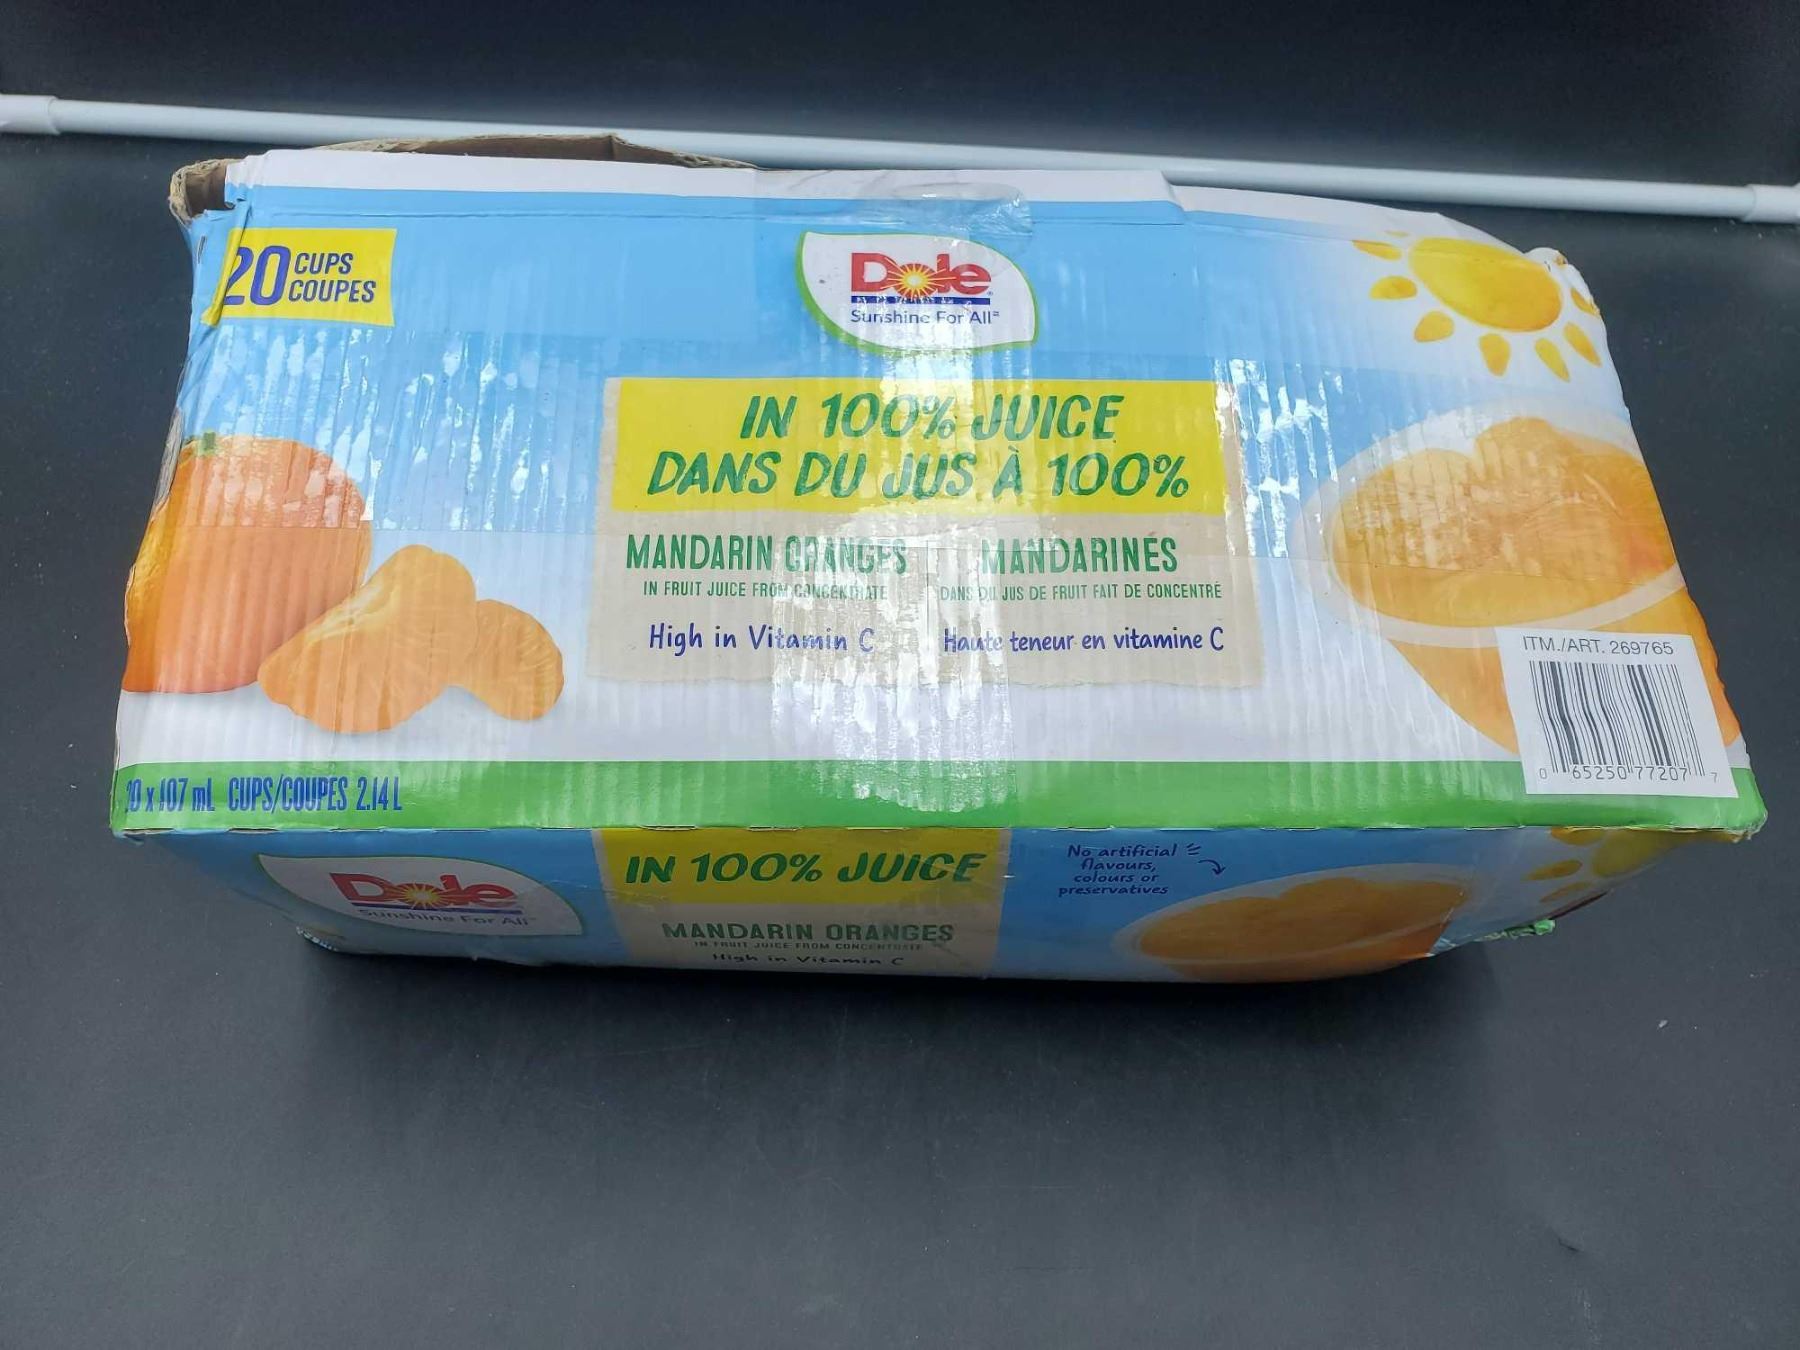 20 CUPS
COUPES
Dole
Sunshine For All
IN 100% JUICE
DANS DU JUS À 100%
MANDARIN ORANGES
IN FRUIT JUICE FROM CONCENTRATE
High in Vitamin C
MANDARINES
DANS DU JUS DE FRUIT FAIT DE CONCENTRÉ
Haute teneur en vitamine C
ITM./ART. 269765
0 65250 77207 7
20 x 107 mL CUPS/COUPES 2.14 L
Dole
Sunshine For All
IN 100% JUICE
MANDARIN ORANGES
IN FRUIT JUICE FROM CONCENTRATE
High in Vitamin C
No artificial
flavours,
colours or
preservatives